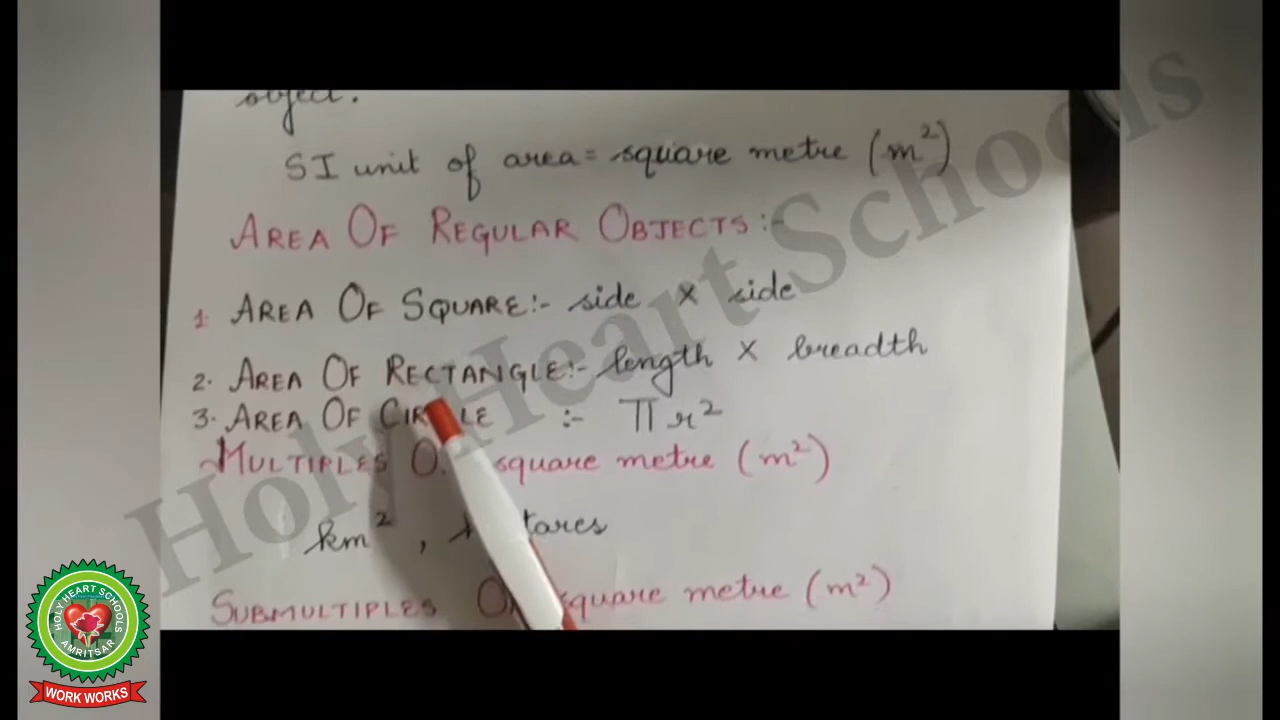 object.
SI unit of area = square metre (m²)
AREA OF REGULAR OBJECTS :-
1. AREA OF SQUARE:- side × side
2. AREA OF RECTANGLE:- length × breadth
3. AREA OF CIRCLE :- πr²
MULTIPLES square metre (m²)
km²,
SUBMULTIPLES square metre (m²)
Holy Heart Schools
HOLY HEART SCHOOLS
AMRITSAR
WORK WORKS